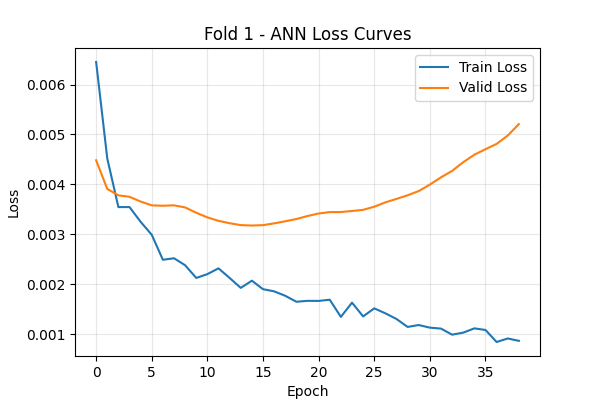 Fold 1 - ANN Loss Curves
Train Loss
Valid Loss
0.006
0.005
0.004
0.003
0.002
0.001
Loss
0 5 10 15 20 25 30 35
Epoch